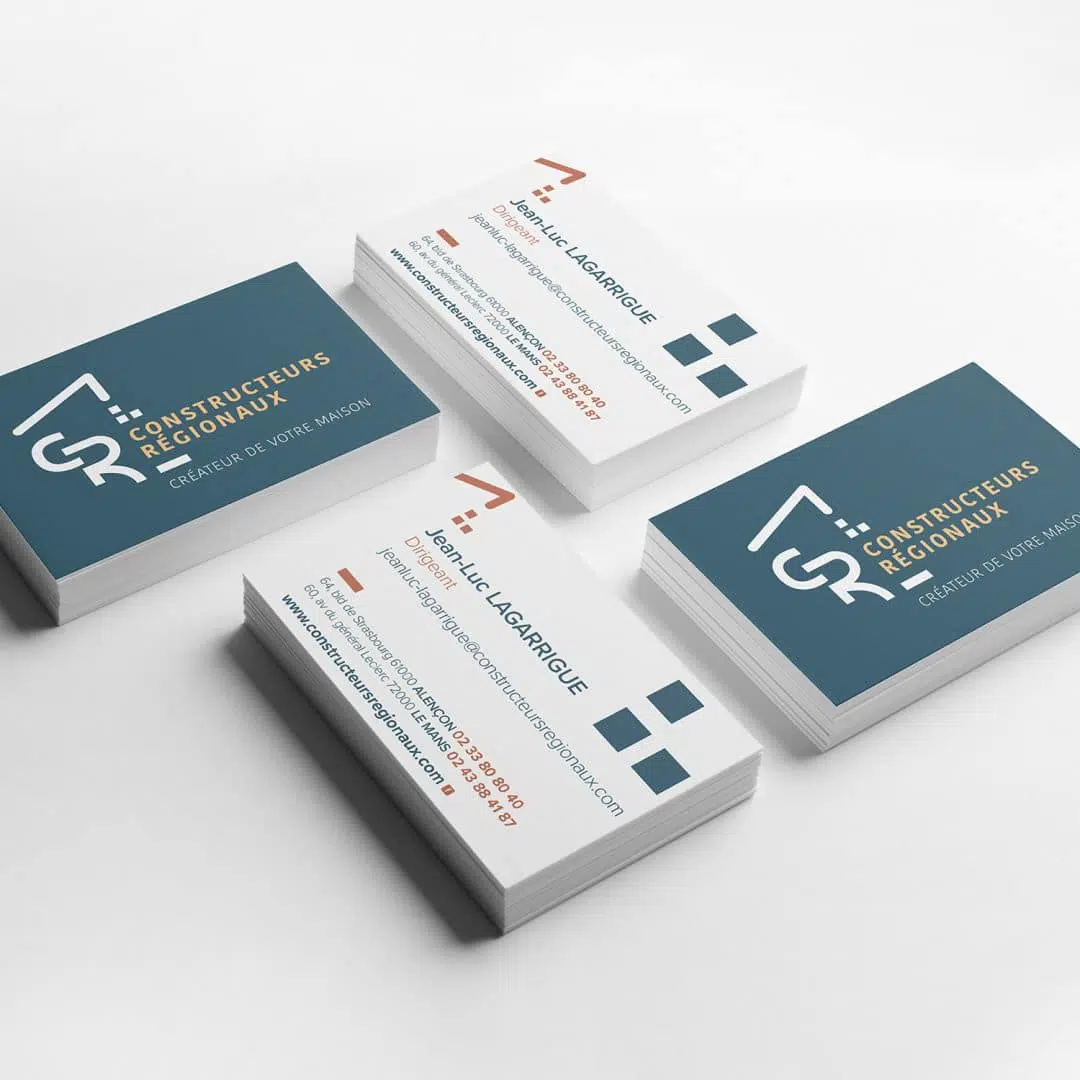 Jean-Luc LAGARRIGUE
Dirigeant
jeanluc-lagarrigue@constructeursregionaux.com
64, bld de Strasbourg 61000 ALENÇON 02 33 80 80 40
60, av. du général Leclerc 72000 LE MANS 02 43 88 41 87
www.constructeursregionaux.com
CR
CONSTRUCTEURS
RÉGIONAUX
CRÉATEUR DE VOTRE MAISON
Jean-Luc LAGARRIGUE
Dirigeant
jeanluc-lagarrigue@constructeursregionaux.com
64, bld de Strasbourg 61000 ALENÇON 02 33 80 80 40
60, av du général Leclerc 72000 LE MANS 02 43 88 41 87
www.constructeursregionaux.com
CR
CONSTRUCTEURS
RÉGIONAUX
CRÉATEUR DE VOTRE MAISO